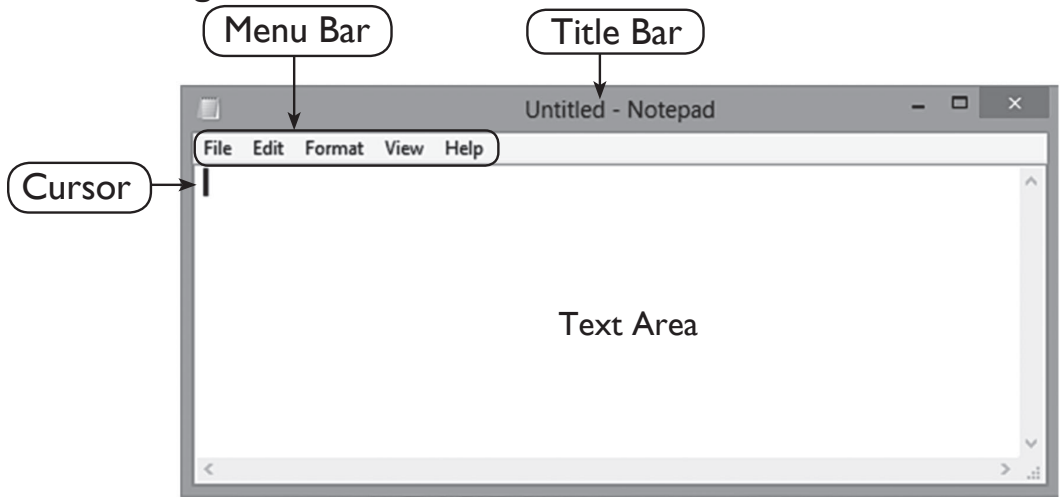 Menu Bar
Title Bar
Untitled - Notepad
File Edit Format View Help
Cursor
Text Area